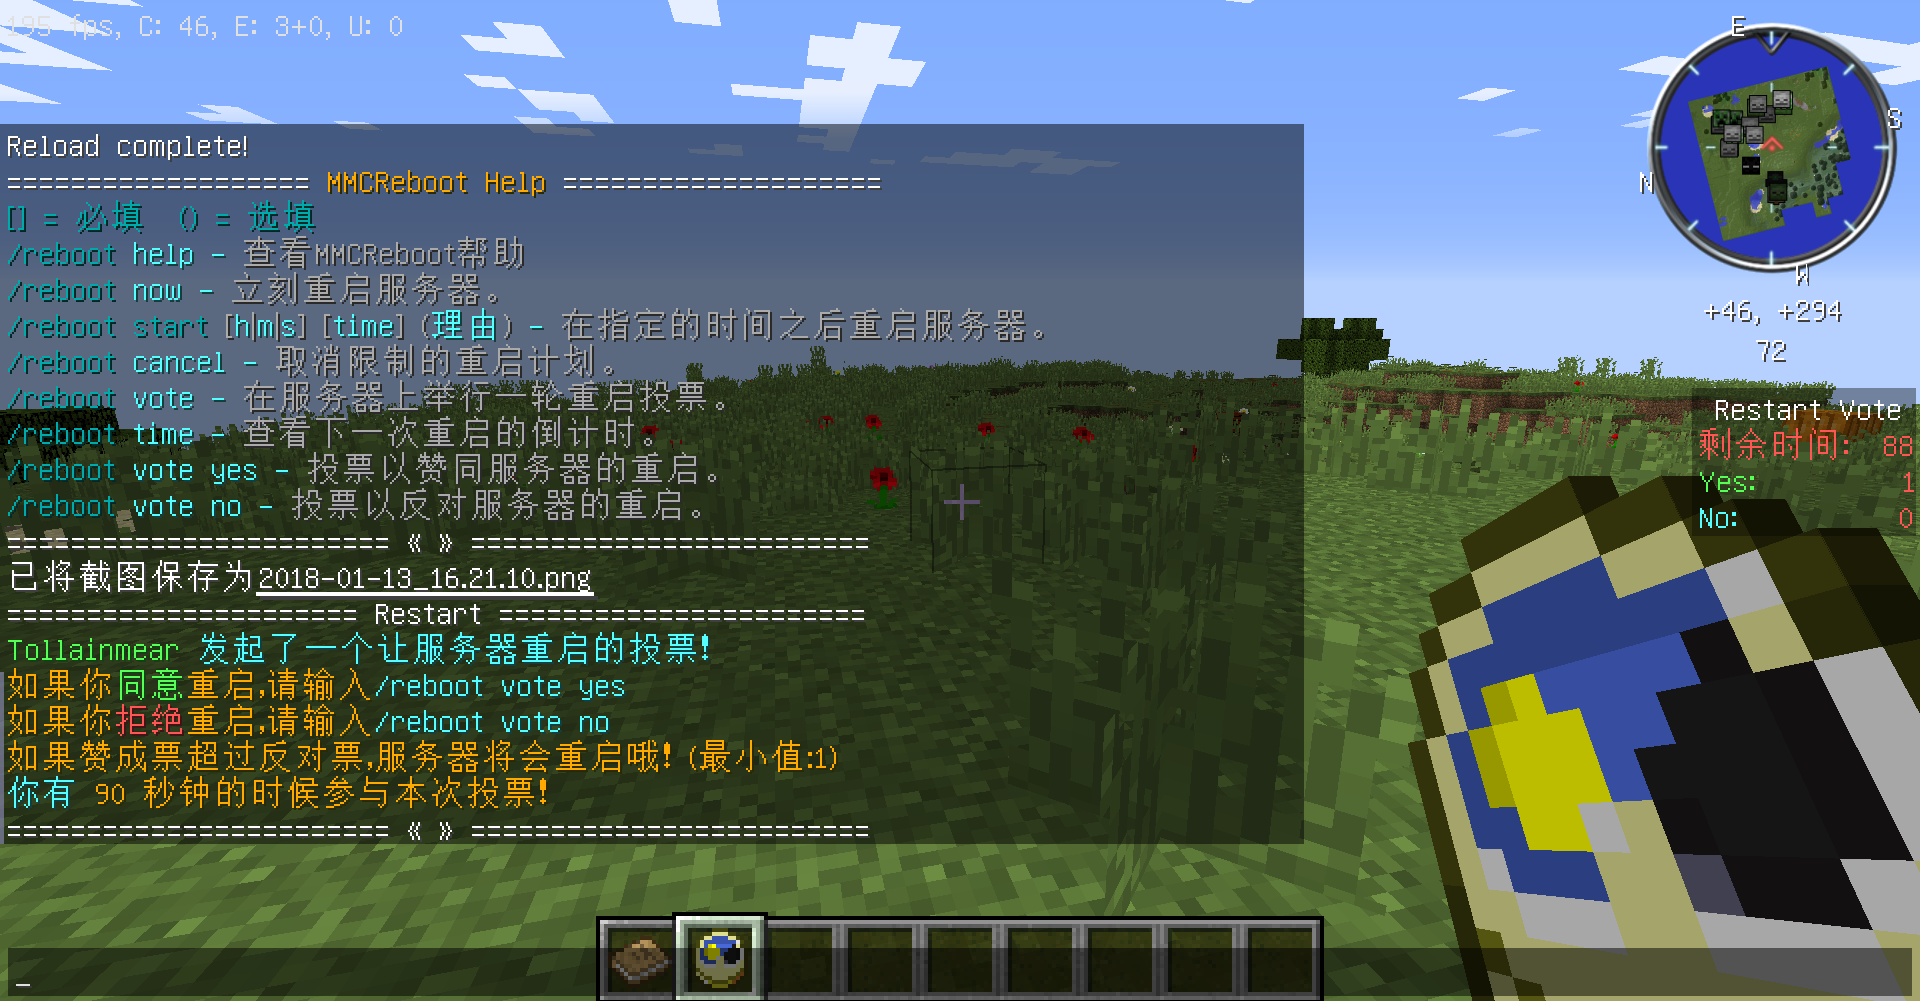 195 fps, C: 46, E: 3+0, U: 0
Reload complete!
=================== MMCReboot Help ====================
[] = 必填  () = 选填
/reboot help - 查看MMCReboot帮助
/reboot now - 立刻重启服务器。
/reboot start [h|m|s] [time] (理由) - 在指定的时间之后重启服务器。
/reboot cancel - 取消限制的重启计划。
/reboot vote - 在服务器上举行一轮重启投票。
/reboot time - 查看下一次重启的倒计时。
/reboot vote yes - 投票以赞同服务器的重启。
/reboot vote no - 投票以反对服务器的重启。
======================== « » =========================
已将截图保存为2018-01-13_16.21.10.png
====================== Restart =======================
Tollainmear 发起了一个让服务器重启的投票!
如果你同意重启,请输入/reboot vote yes
如果你拒绝重启,请输入/reboot vote no
如果赞成票超过反对票,服务器将会重启哦! (最小值:1)
你有 90 秒钟的时候参与本次投票!
======================== « » =========================
_
E
S
N
W
+46, +294
72
Restart Vote
剩余时间: 88
Yes: 1
No: 0